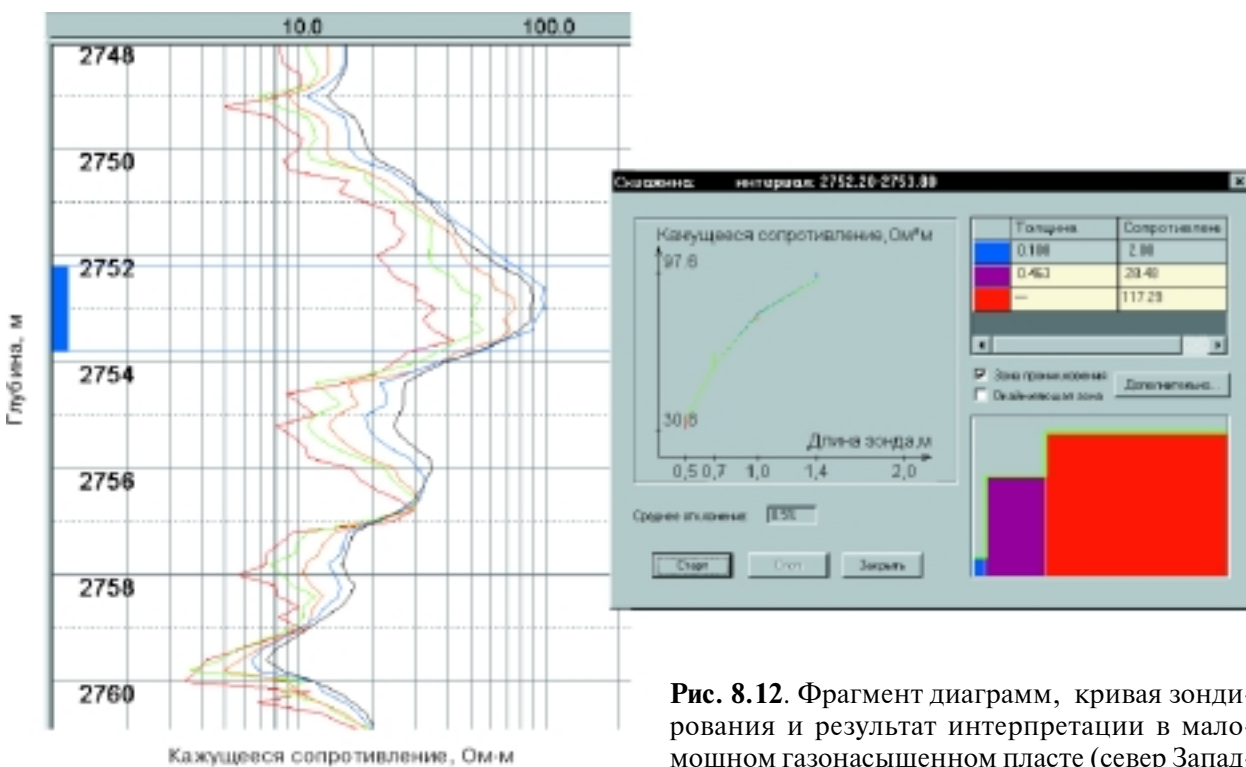 10.0 100.0
2748
2750
2752
2754
2756
2758
2760
Глубина, м
Кажущееся сопротивление, Ом·м
Скважина: интервал: 2752.20-2753.80
Кажущееся сопротивление, Ом*м
97.6
30.6
Длина зонда,м
0,5 0,7 1,0 1,4 2,0
Толщина Сопротивлене
0.100 2.00
0.463
— 117.29
Зона проникновения
Окаймляющая зона
Дополнительно...
Среднее отклонение:
Старт Стоп Закрыть
Рис. 8.12. Фрагмент диаграмм, кривая зонди-
рования и результат интерпретации в мало-
мощном газонасыщенном пласте (север Запад-